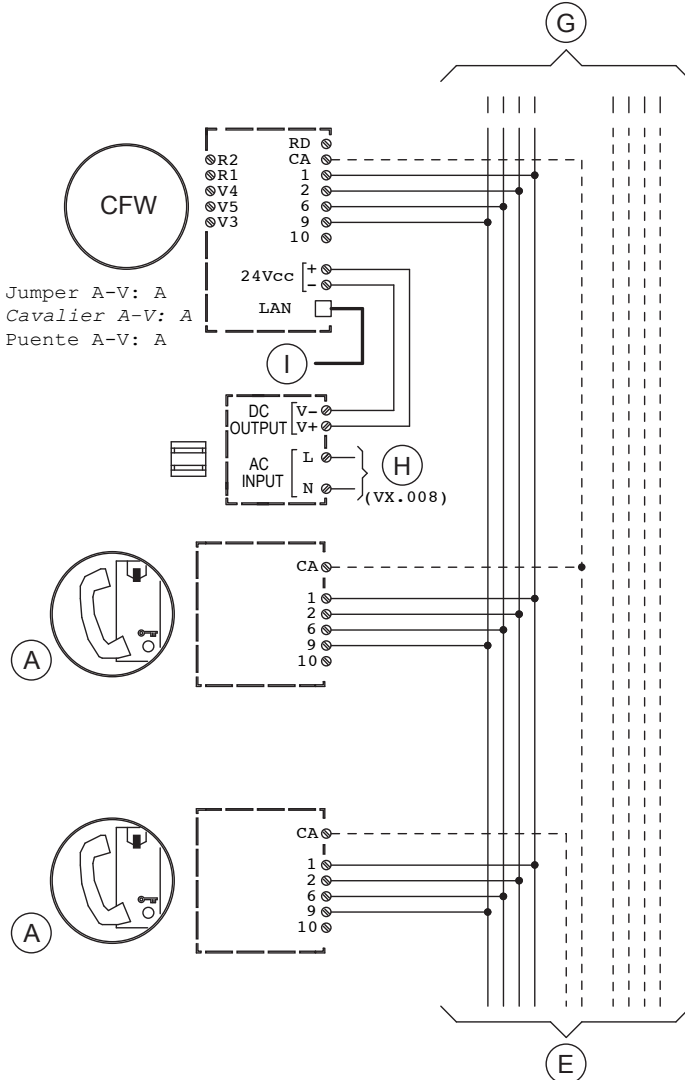 G
RD
R2 CA
R1 1
V4 2
V5 6
V3 9
10
CFW
24Vcc + 
-
LAN
Jumper A-V: A
Cavalier A-V: A
Puente A-V: A
I
DC OUTPUT V-
V+
AC INPUT L
N
H
(VX.008)
CA
1
2
6
9
10
A
CA
1
2
6
9
10
A
E